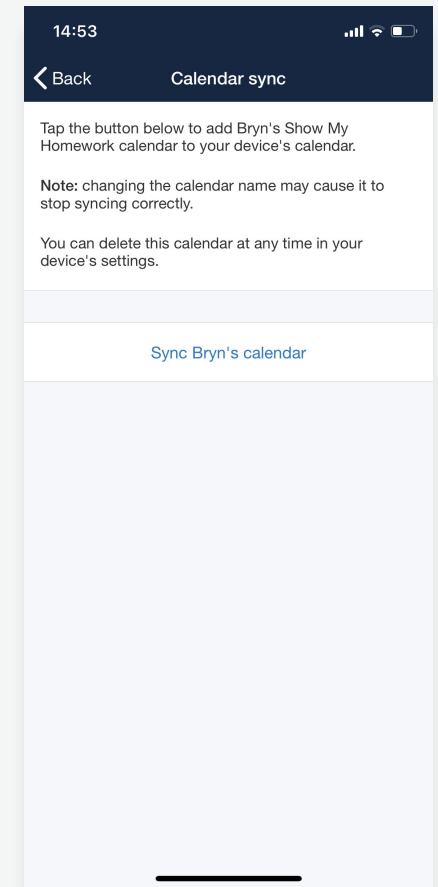 14:53
Back
Calendar sync
Tap the button below to add Bryn's Show My
Homework calendar to your device's calendar.
Note: changing the calendar name may cause it to
stop syncing correctly.
You can delete this calendar at any time in your
device's settings.
Sync Bryn's calendar